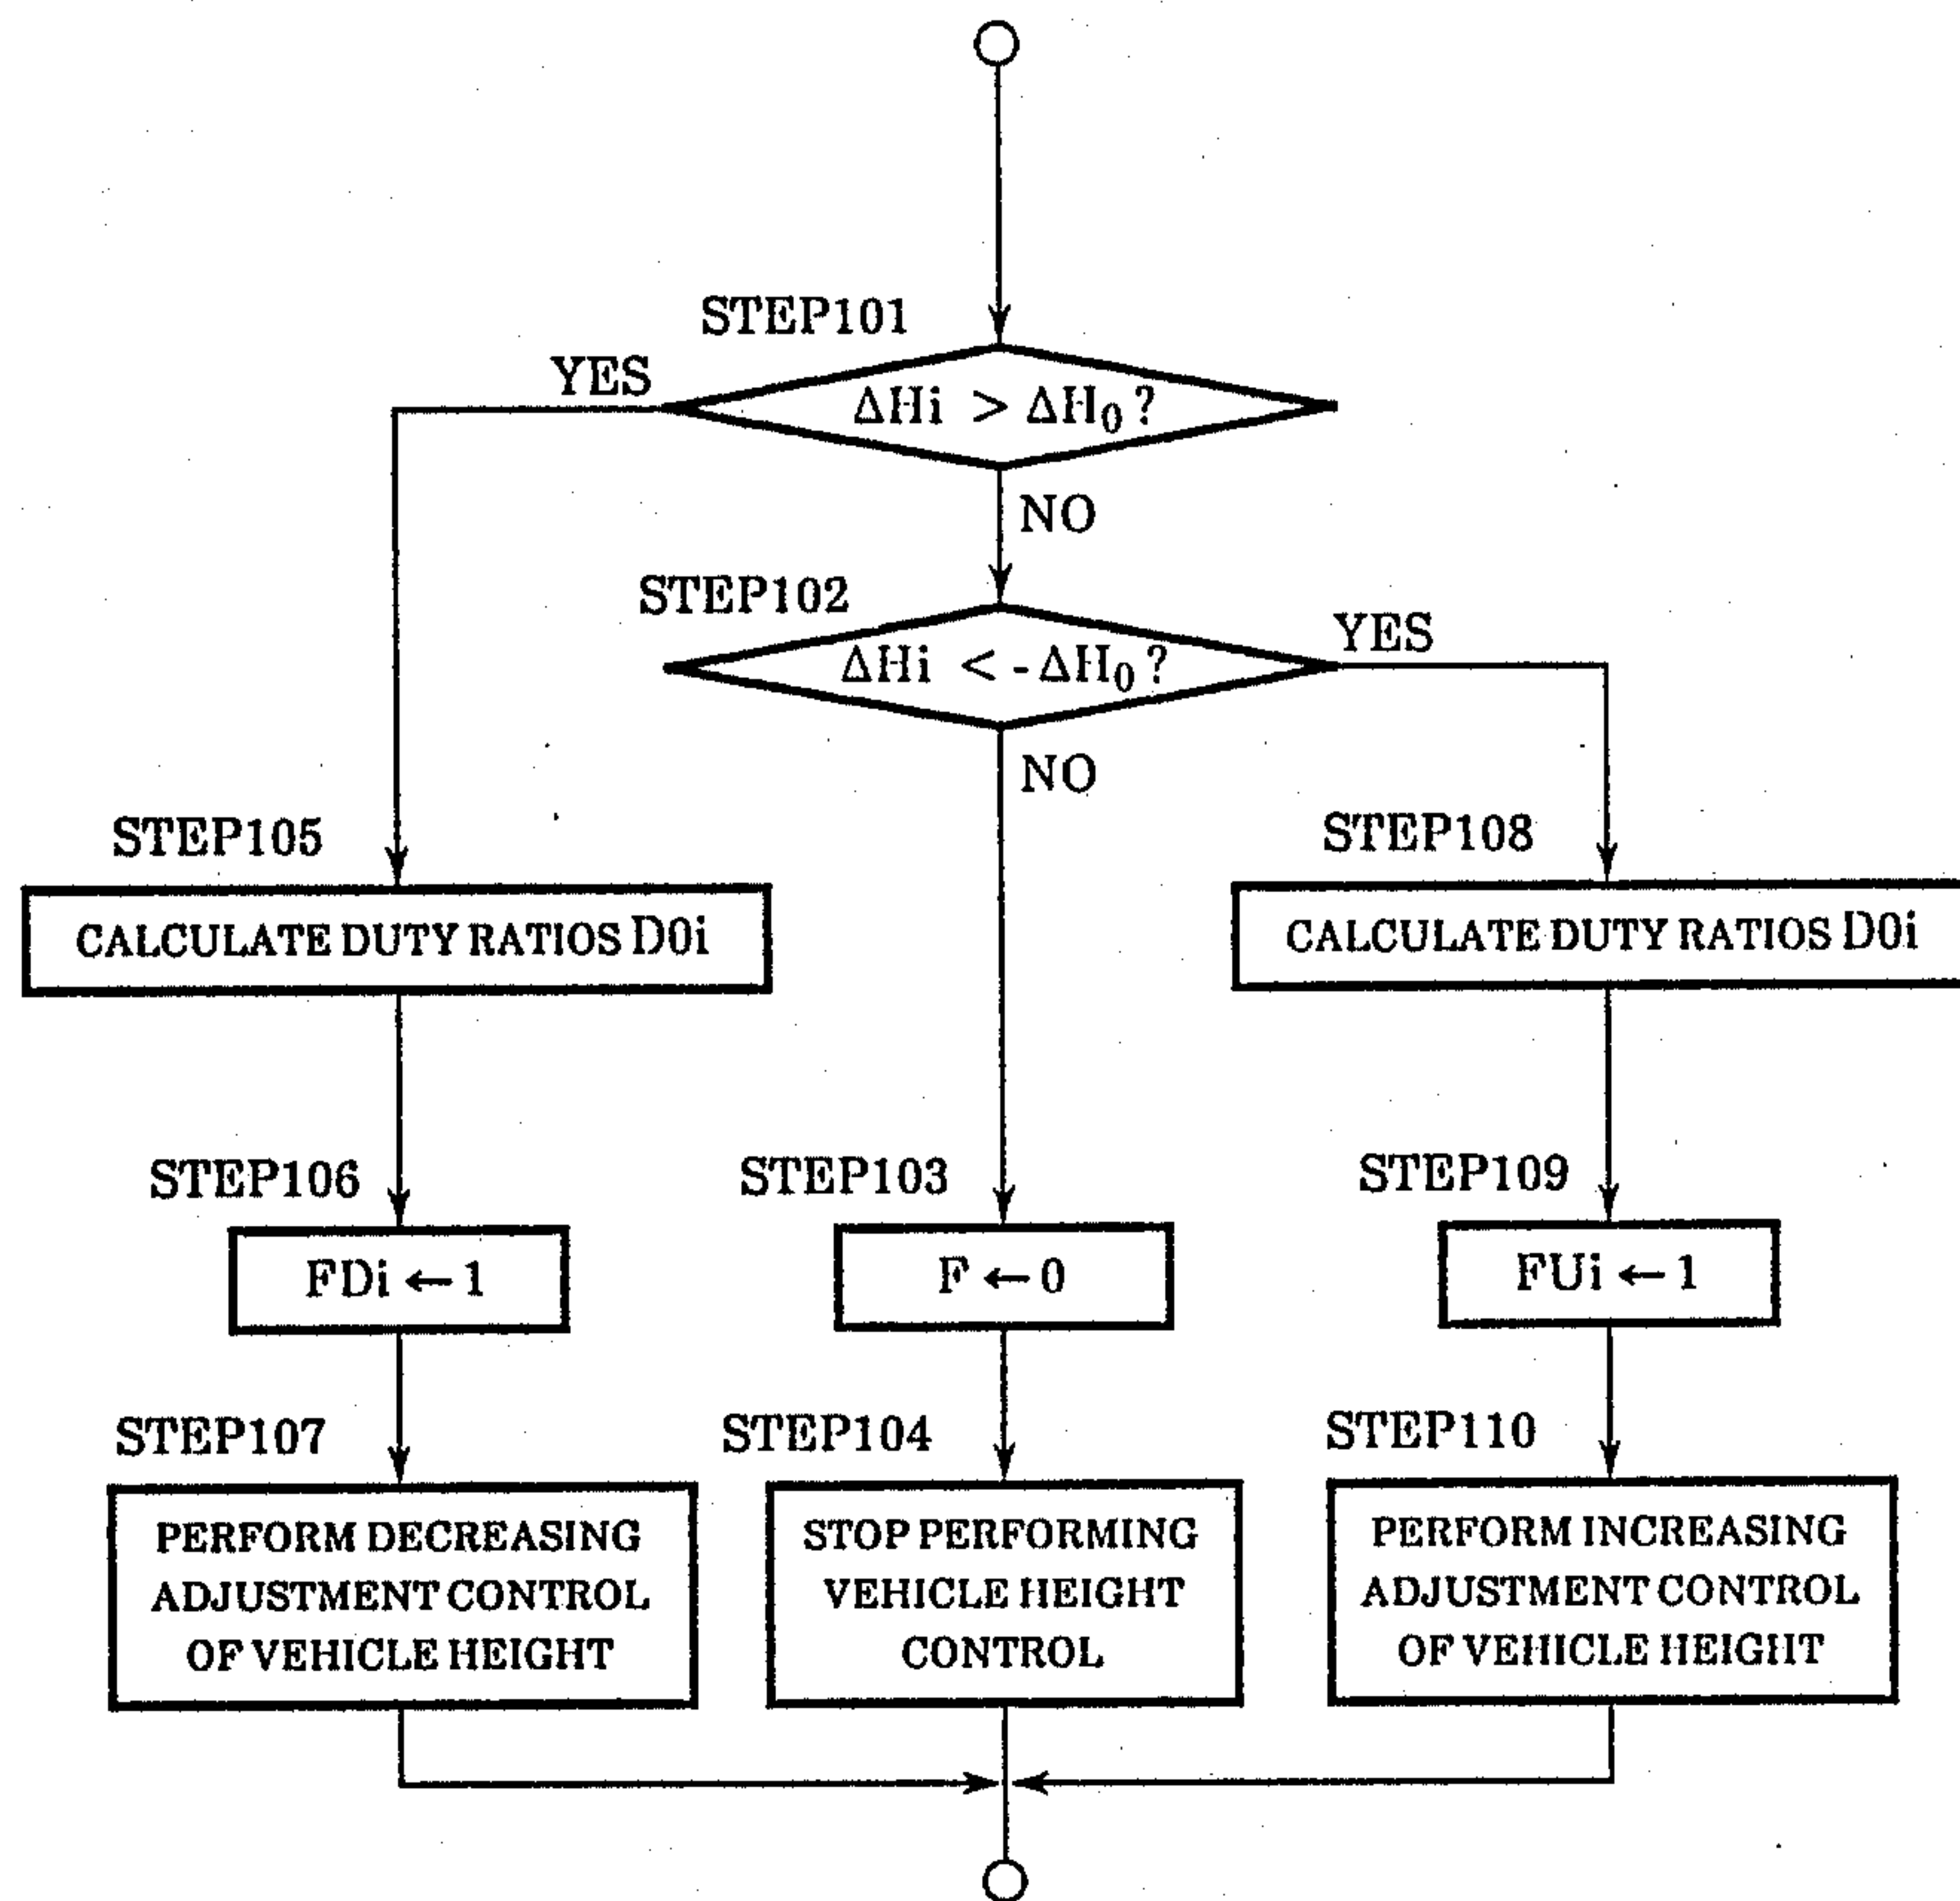 STEP101
YES
ΔHi > ΔH₀ ?
NO
STEP102
YES
ΔHi < - ΔH₀ ?
NO
STEP105
CALCULATE DUTY RATIOS D0i
STEP108
CALCULATE DUTY RATIOS D0i
STEP106
FDi ← 1
STEP103
F ← 0
STEP109
FUi ← 1
STEP107
PERFORM DECREASING
ADJUSTMENT CONTROL
OF VEHICLE HEIGHT
STEP104
STOP PERFORMING
VEHICLE HEIGHT
CONTROL
STEP110
PERFORM INCREASING
ADJUSTMENT CONTROL
OF VEHICLE HEIGHT